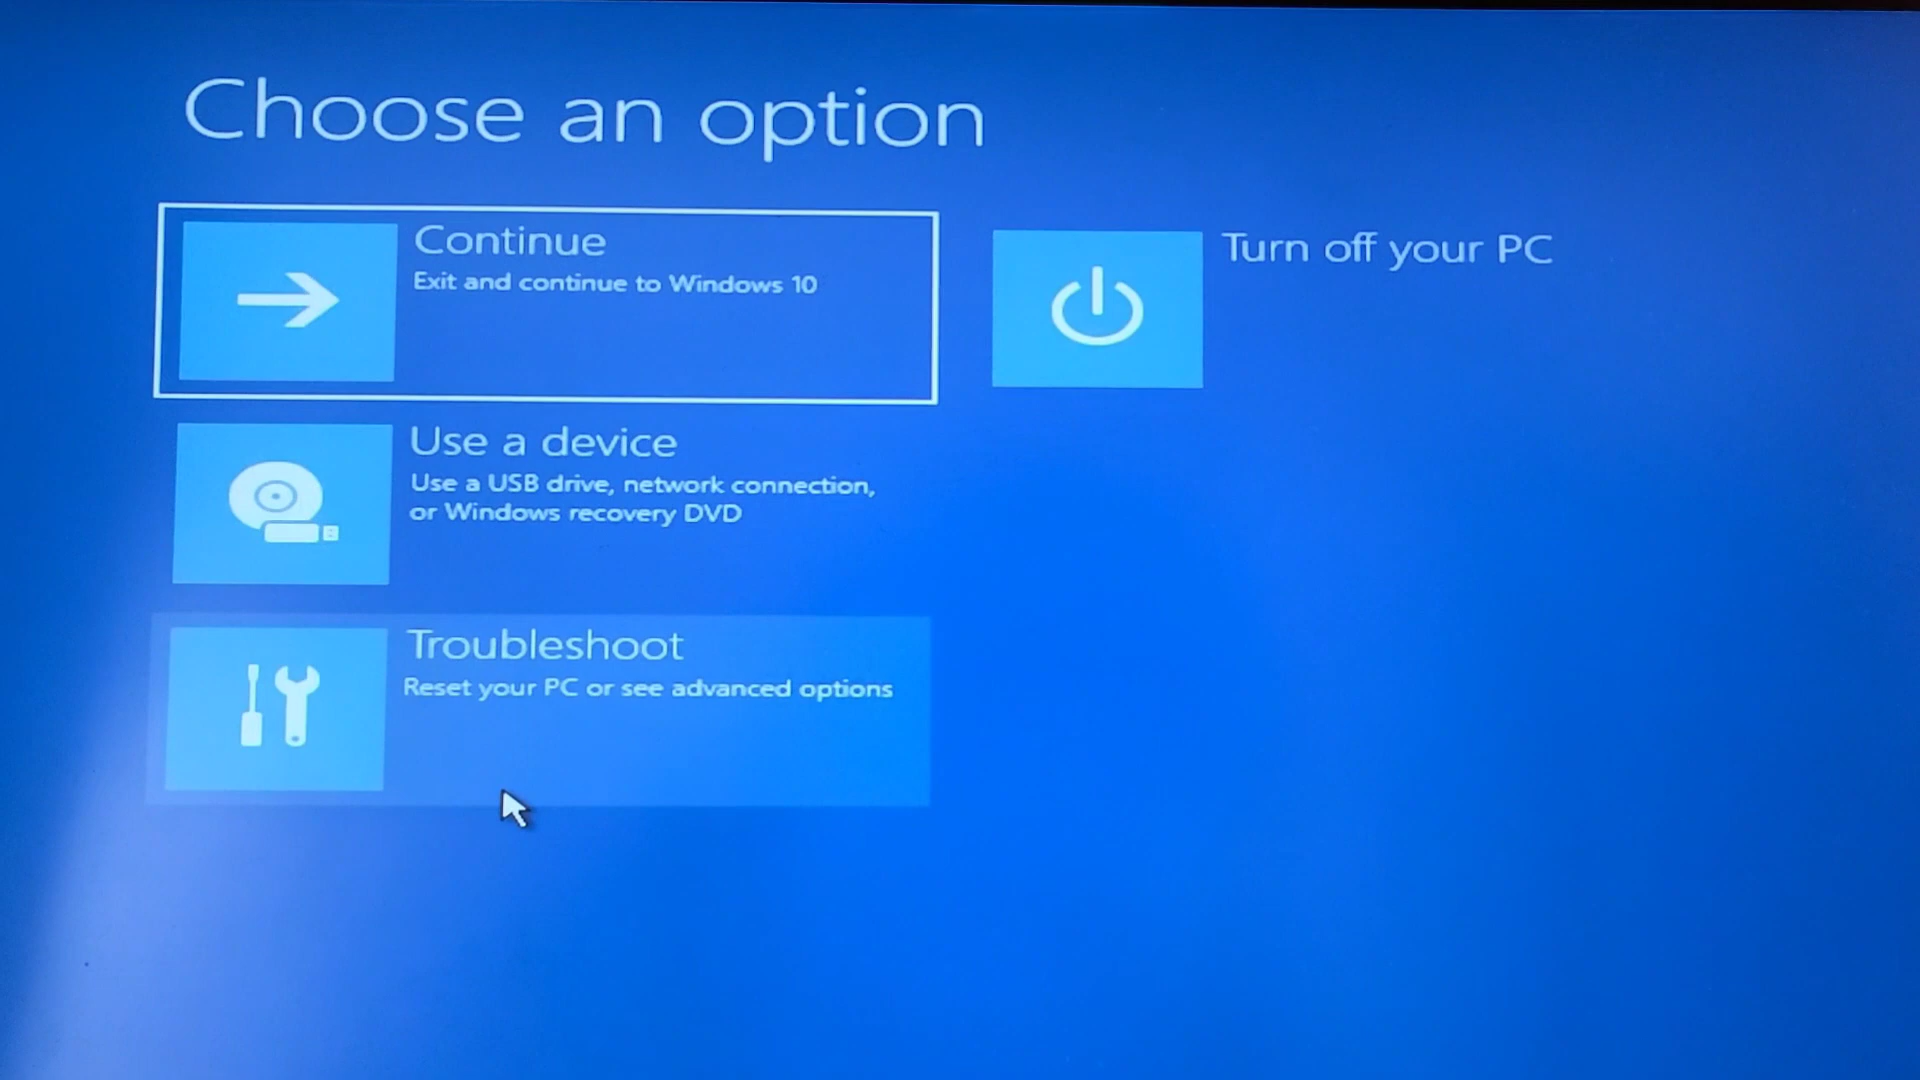 Choose an option
Continue
Exit and continue to Windows 10
Turn off your PC
Use a device
Use a USB drive, network connection,
or Windows recovery DVD
Troubleshoot
Reset your PC or see advanced options